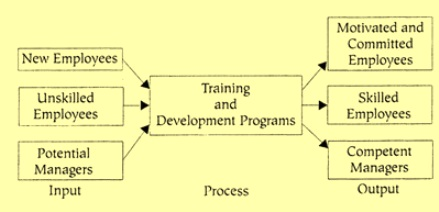 New Employees
Unskilled
Employees
Potential
Managers
Input
Training
and
Development Programs
Process
Motivated and
Committed
Employees
Skilled
Employees
Competent
Managers
Output